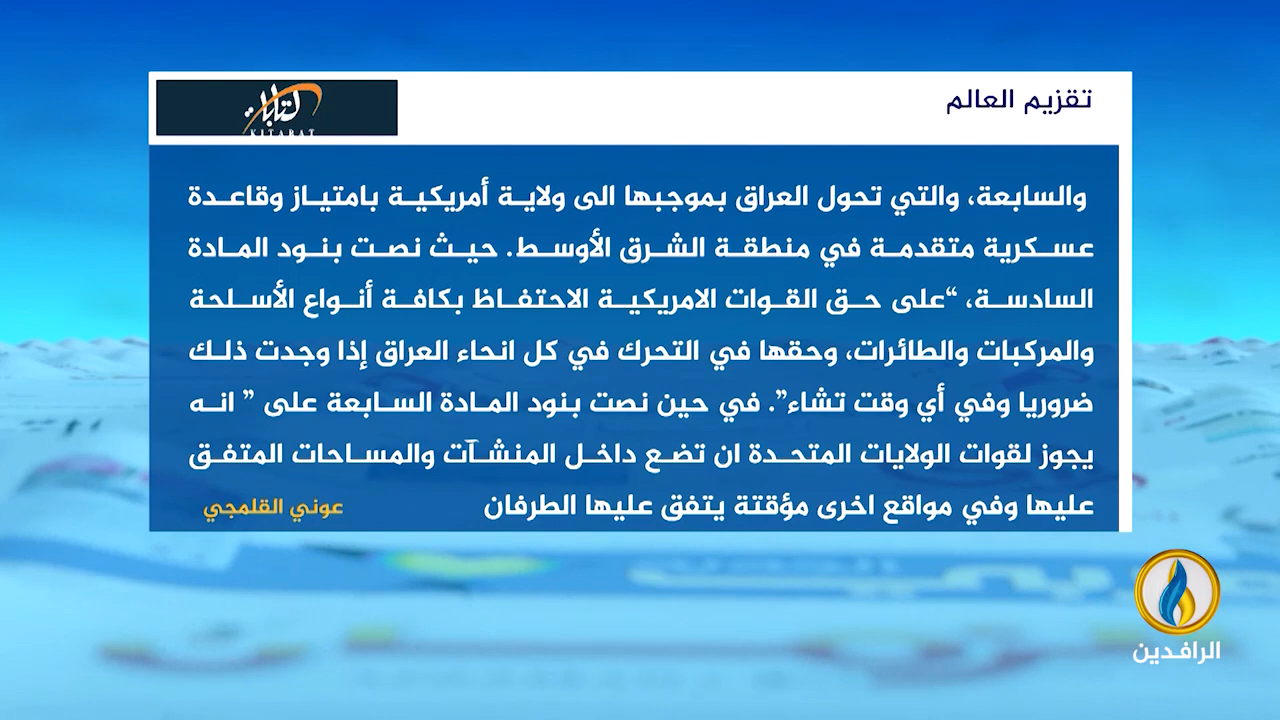 تقزيم العالم
كتابات
KITABAT
والسابعة، والتي تحول العراق بموجبها الى ولاية أمريكية بامتياز وقاعدة
عسكرية متقدمة في منطقة الشرق الأوسط. حيث نصت بنود المادة
السادسة، “على حق القوات الامريكية الاحتفاظ بكافة أنواع الأسلحة
والمركبات والطائرات، وحقها في التحرك في كل انحاء العراق إذا وجدت ذلك
ضروريا وفي أي وقت تشاء”. في حين نصت بنود المادة السابعة على ” انه
يجوز لقوات الولايات المتحدة ان تضع داخل المنشآت والمساحات المتفق
عليها وفي مواقع اخرى مؤقتة يتفق عليها الطرفان
عوني القلمجي
الرافدين